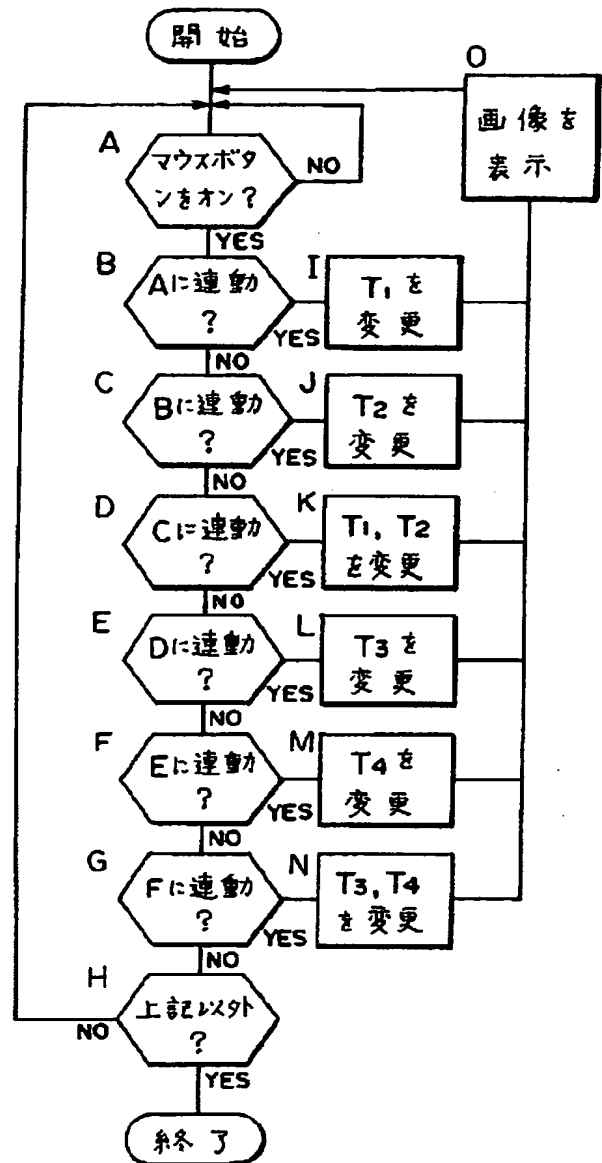 開始
O
画像を
表示
A
マウスボタ
ンをオン?
NO
YES
B
Aに連動
?
YES
I
T1を
変更
NO
C
Bに連動
?
YES
J
T2を
変更
NO
D
Cに連動
?
YES
K
T1, T2
を変更
NO
E
Dに連動
?
YES
L
T3を
変更
NO
F
Eに連動
?
YES
M
T4を
変更
NO
G
Fに連動
?
YES
N
T3, T4
を変更
NO
H
上記以外
?
NO
YES
終了